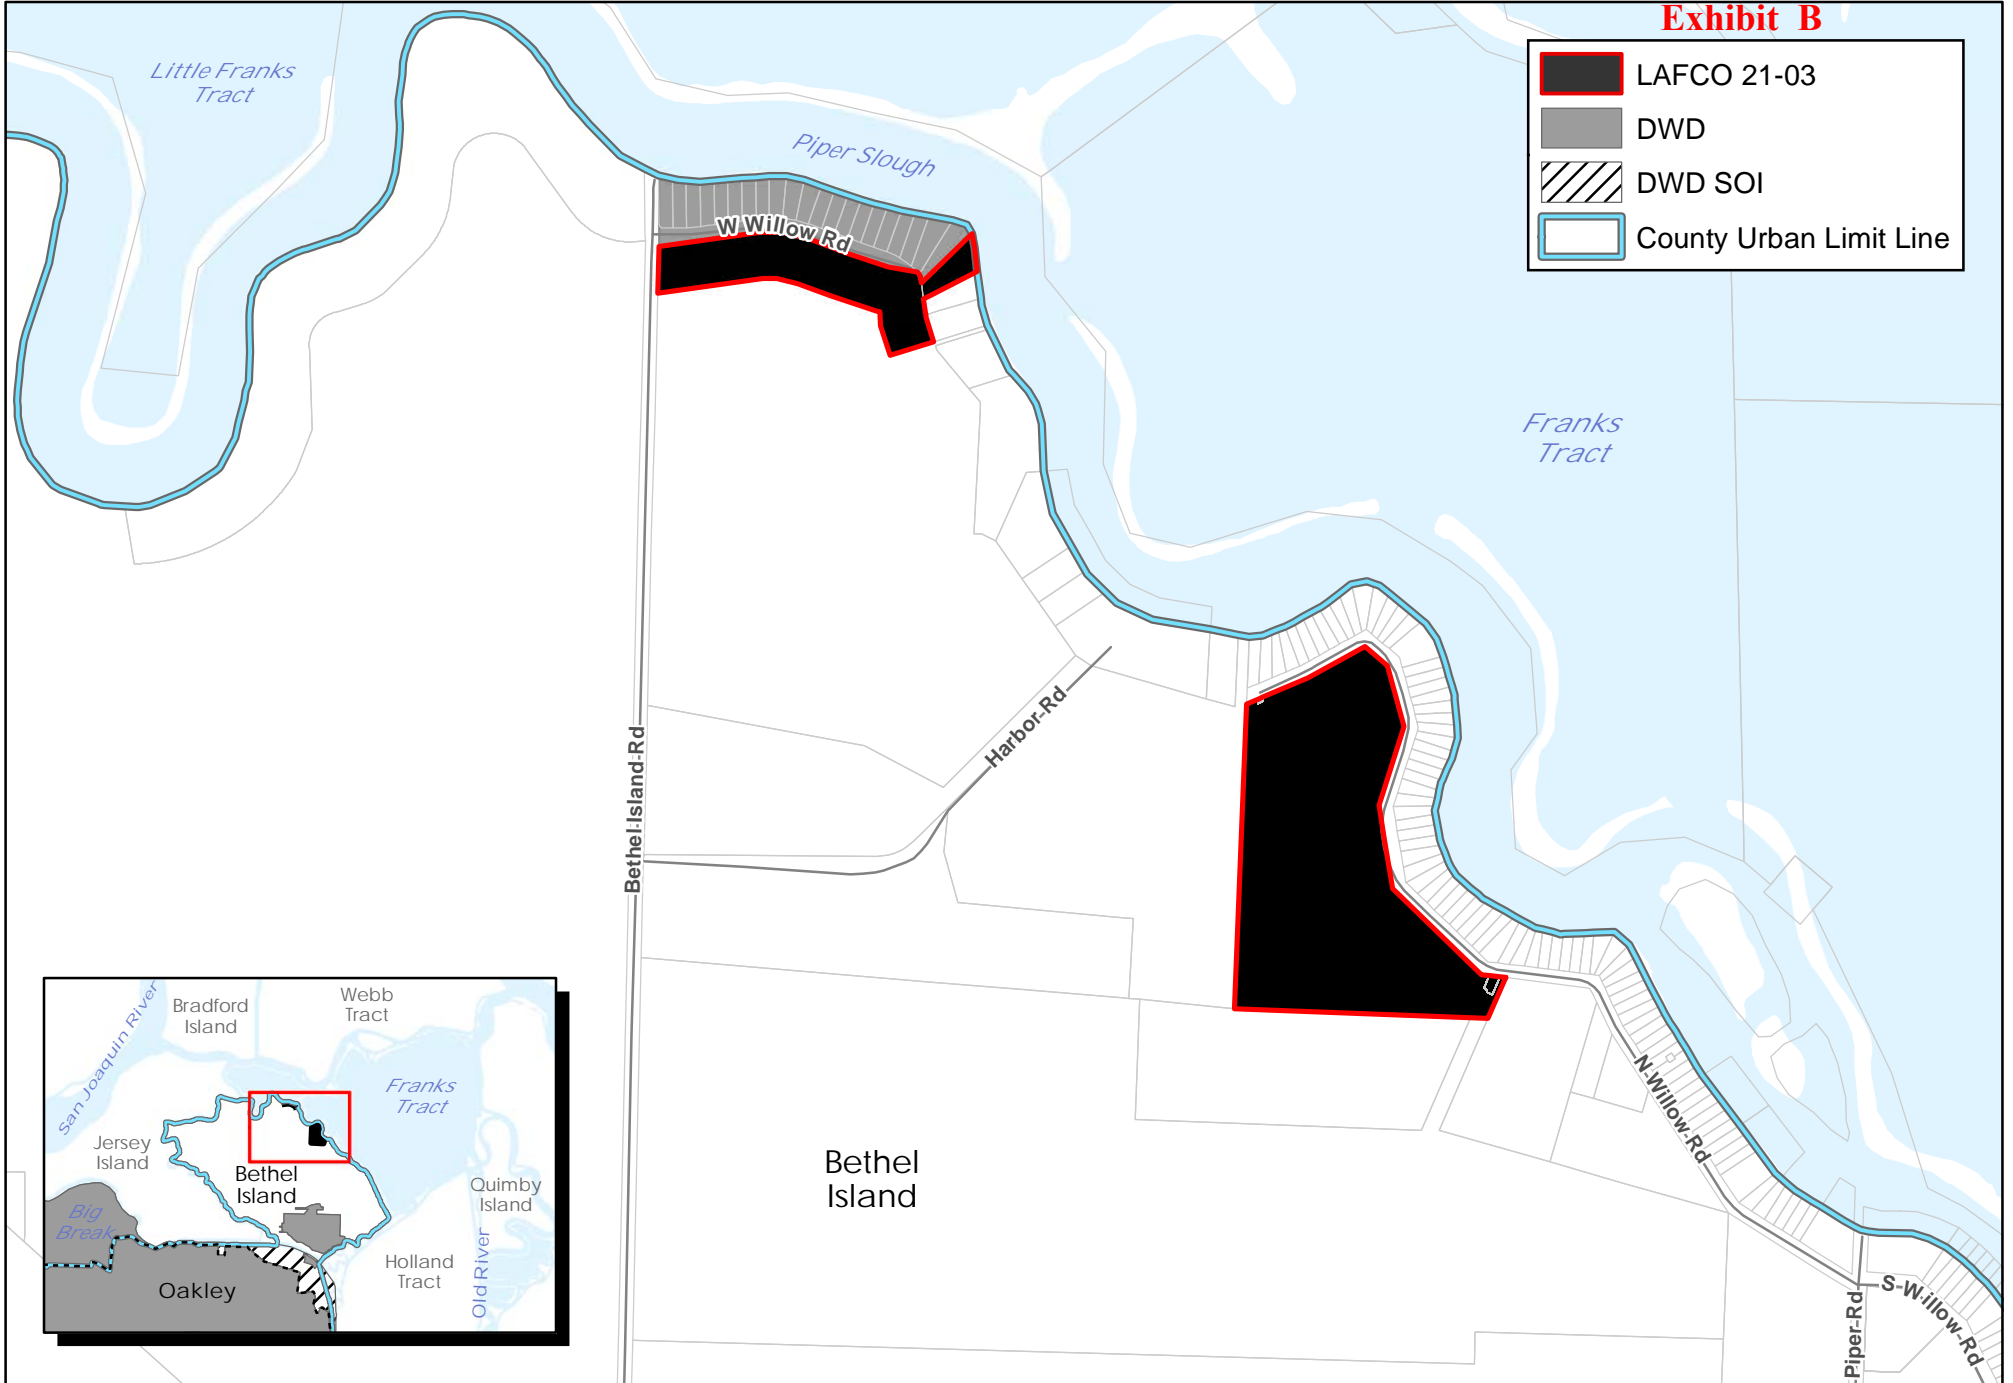 Exhibit B
LAFCO 21-03
DWD
DWD SOI
County Urban Limit Line
Little Franks
Tract
Piper Slough
W Willow Rd
Franks
Tract
Harbor Rd
Bethel Island Rd
Bethel
Island
N Willow Rd
S Willow Rd
Piper Rd
San Joaquin River
Bradford
Island
Webb
Tract
Franks
Tract
Jersey
Island
Bethel
Island
Quimby
Island
Big
Break
Holland
Tract
Old River
Oakley